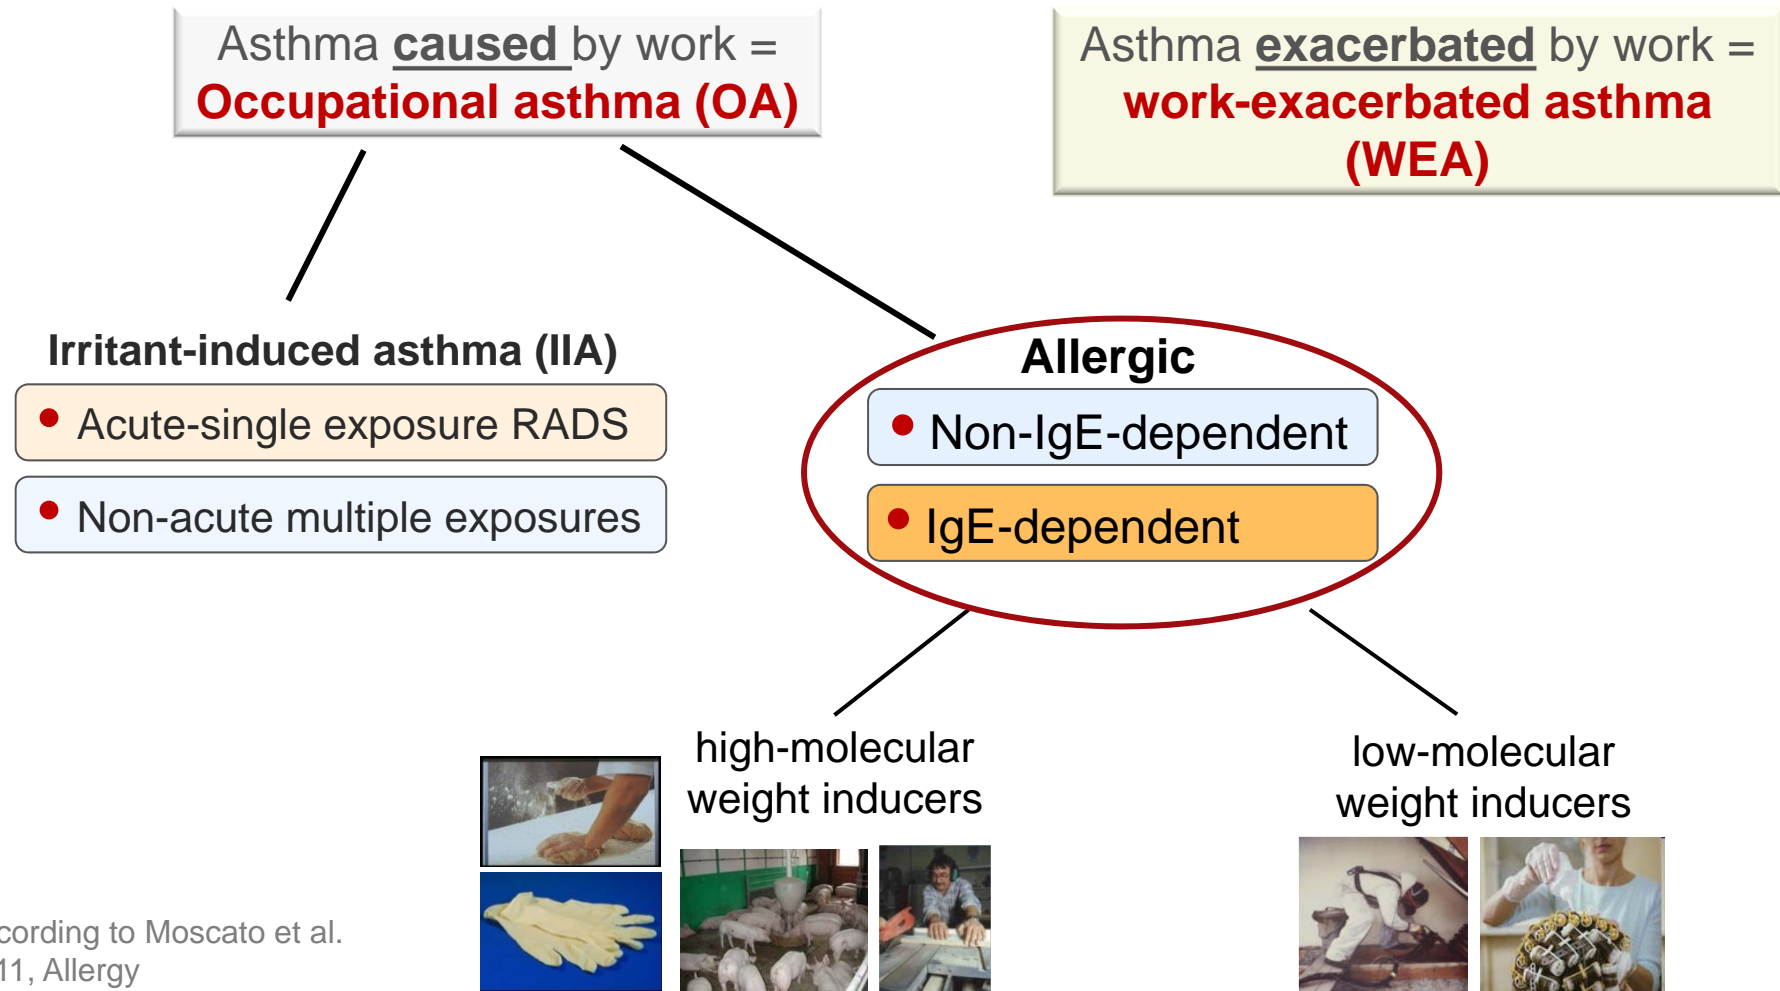 Asthma caused by work =
Occupational asthma (OA)
Asthma exacerbated by work =
work-exacerbated asthma
(WEA)
Irritant-induced asthma (IIA)
• Acute-single exposure RADS
• Non-acute multiple exposures
Allergic
• Non-IgE-dependent
• IgE-dependent
high-molecular
weight inducers
low-molecular
weight inducers
cording to Moscato et al.
11, Allergy